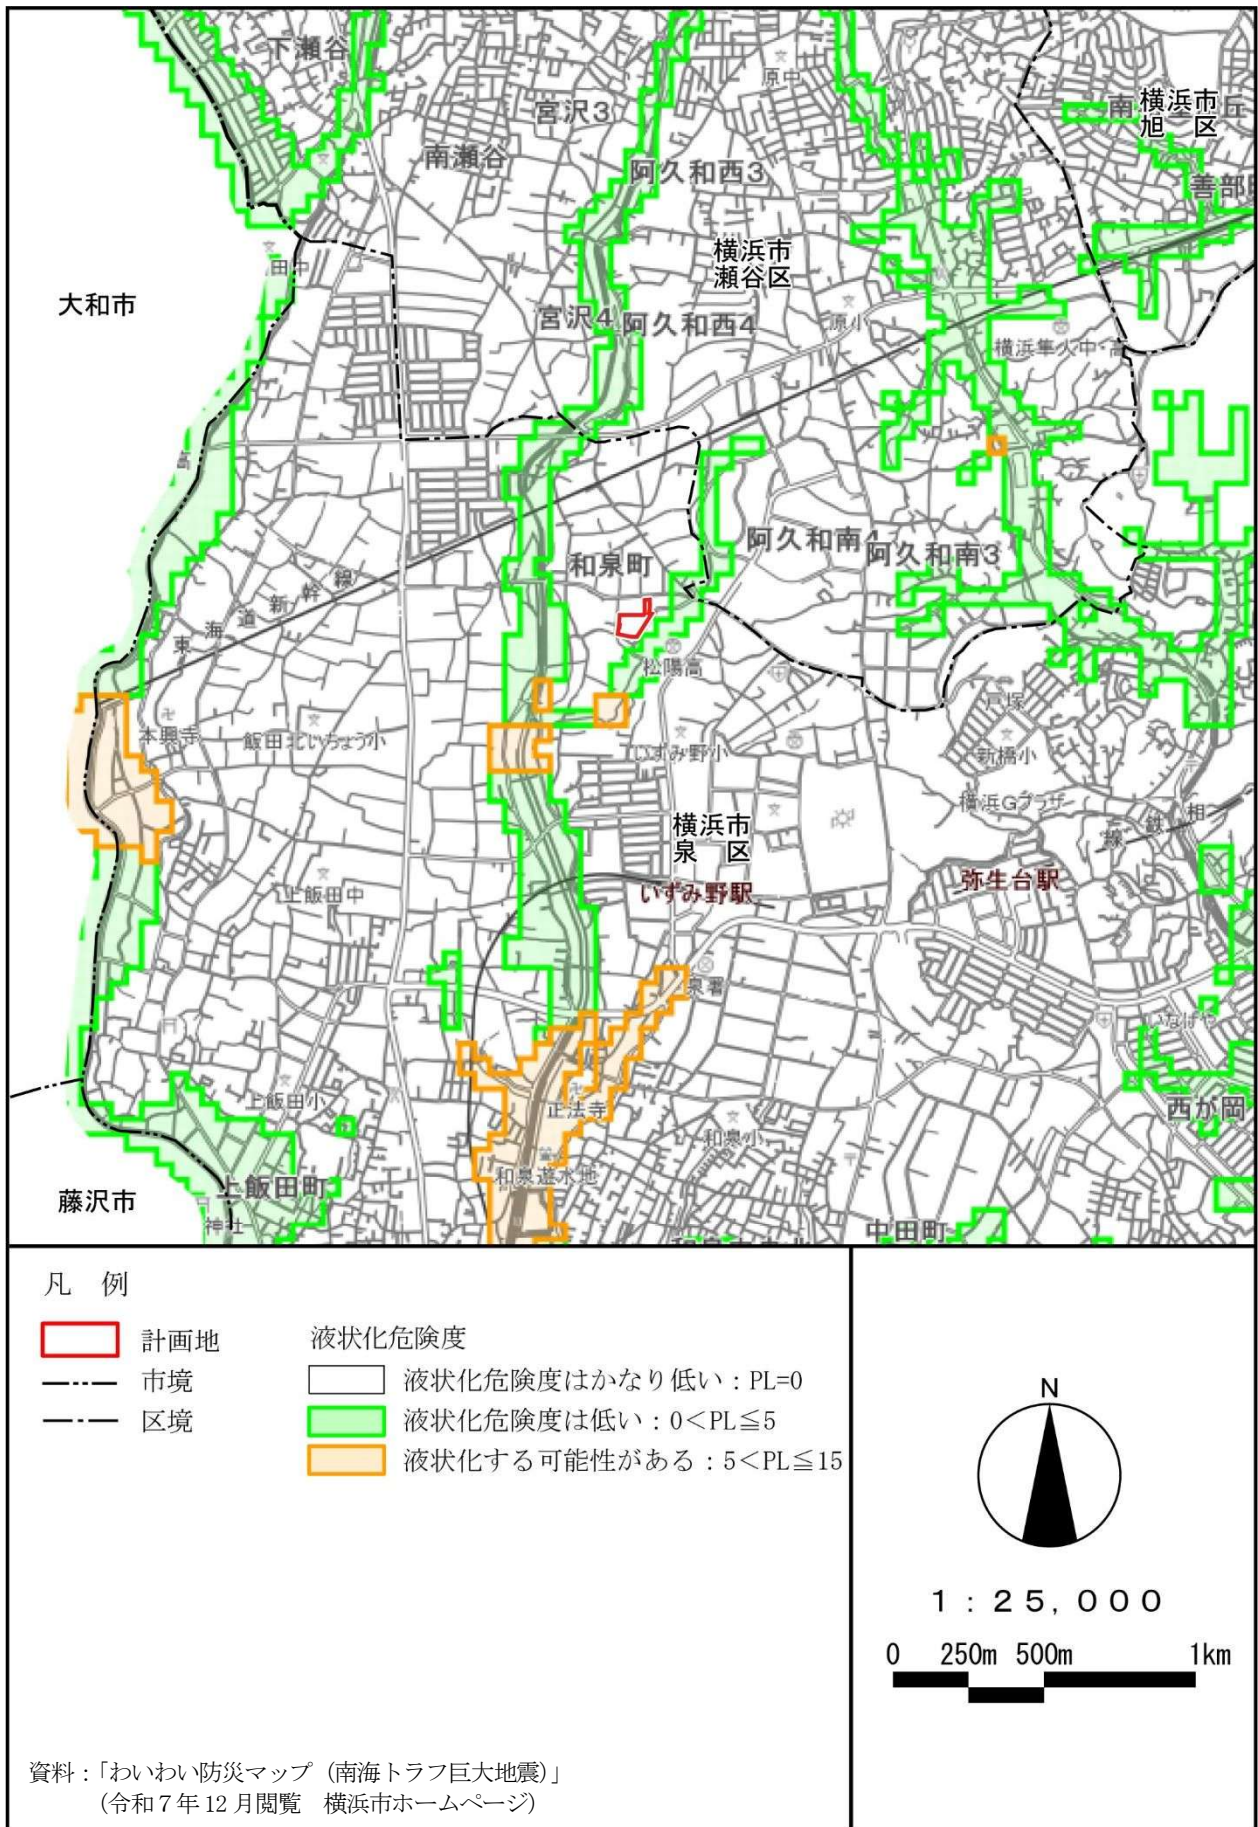 下瀬谷
原中
宮沢3
横浜市
旭区
南瀬谷
阿久和西3
善部
横浜市
瀬谷区
田中
大和市
宮沢4
阿久和西4
原小
横浜隼人中・高
高
阿久和南4
阿久和南3
和泉町
東海道新幹線
松陽高
戸塚
本興寺
飯田北いちょう小
いずみ野小
新橋小
横浜Gプラザ
横浜市
泉区
相鉄線
上飯田中
いずみ野駅
弥生台駅
泉署
いなげや
上飯田小
正法寺
西が岡
和泉小
和泉遊水地
藤沢市
上飯田町
神社
中田町
凡 例
計画地
市境
区境
液状化危険度
液状化危険度はかなり低い：PL=0
液状化危険度は低い：0＜PL≦5
液状化する可能性がある：5＜PL≦15
N
1：25,000
0 250m 500m 1km
資料：「わいわい防災マップ（南海トラフ巨大地震）」
（令和７年12月閲覧 横浜市ホームページ）